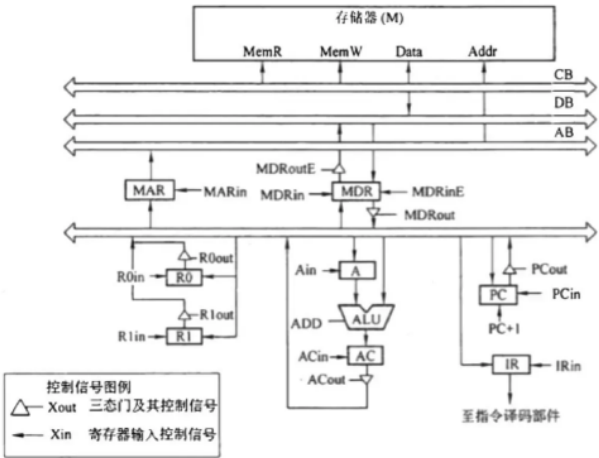 存储器 (M)
MemR MemW Data Addr
CB
DB
AB
MDRoutE
MAR MARin MDRin MDR MDRinE
MDRout
R0out
R0in R0
Ain A
PCout
PC PCin
R1out
ADD ALU
PC+1
R1in R1
ACin AC
IR IRin
ACout
控制信号图例
Xout 三态门及其控制信号
Xin 寄存器输入控制信号
至指令译码部件